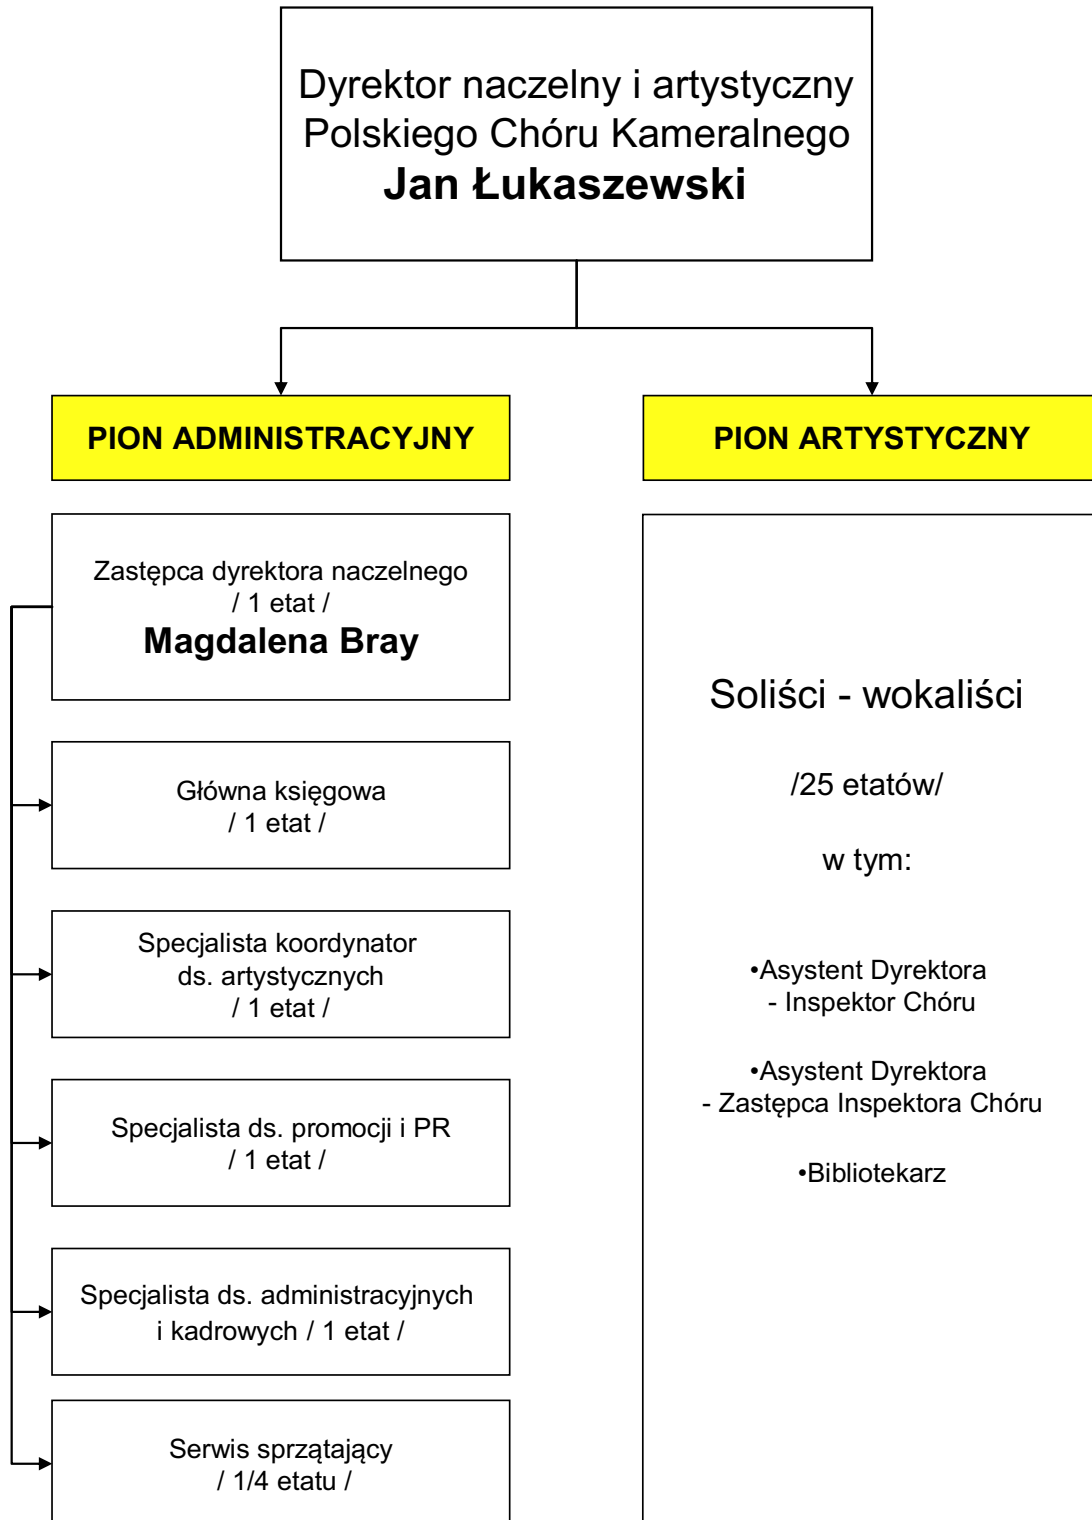 Dyrektor naczelny i artystyczny
Polskiego Chóru Kameralnego
Jan Łukaszewski
PION ADMINISTRACYJNY
Zastępca dyrektora naczelnego
/ 1 etat /
Magdalena Bray
Główna księgowa
/ 1 etat /
Specjalista koordynator
ds. artystycznych
/ 1 etat /
Specjalista ds. promocji i PR
/ 1 etat /
Specjalista ds. administracyjnych
i kadrowych / 1 etat /
Serwis sprzątający
/ 1/4 etatu /
PION ARTYSTYCZNY
Soliści - wokaliści
/25 etatów/
w tym:
•Asystent Dyrektora
- Inspektor Chóru
•Asystent Dyrektora
- Zastępca Inspektora Chóru
•Bibliotekarz